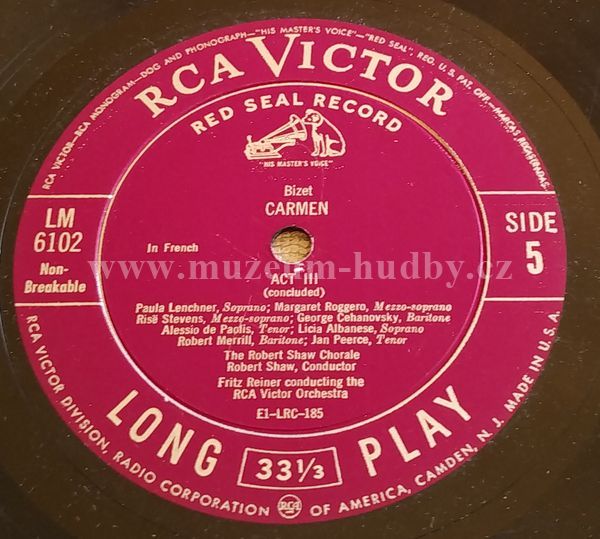 RCA VICTOR-RCA MONOGRAM-DOG AND PHONOGRAPH-"HIS MASTER'S VOICE"-"RED SEAL", REG. U.S. PAT. OFF.-MARCAS REGISTRADAS
RCA VICTOR
RED SEAL RECORD
"HIS MASTER'S VOICE"
Bizet
CARMEN
LM
6102
Non-
Breakable
SIDE
5
In French
www.muzeum-hudby.cz
ACT III
(concluded)
Paula Lenchner, Soprano; Margaret Roggero, Mezzo-soprano
Risë Stevens, Mezzo-soprano; George Cehanovsky, Baritone
Alessio de Paolis, Tenor; Licia Albanese, Soprano
Robert Merrill, Baritone; Jan Peerce, Tenor
The Robert Shaw Chorale
Robert Shaw, Conductor
Fritz Reiner conducting the
RCA Victor Orchestra
E1-LRC-185
LONG 33⅓ PLAY
RCA VICTOR DIVISION, RADIO CORPORATION RCA OF AMERICA, CAMDEN, N. J. MADE IN U.S.A.